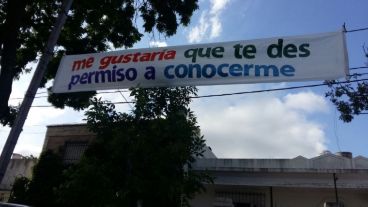 me gustaría que te des
permiso a conocerme